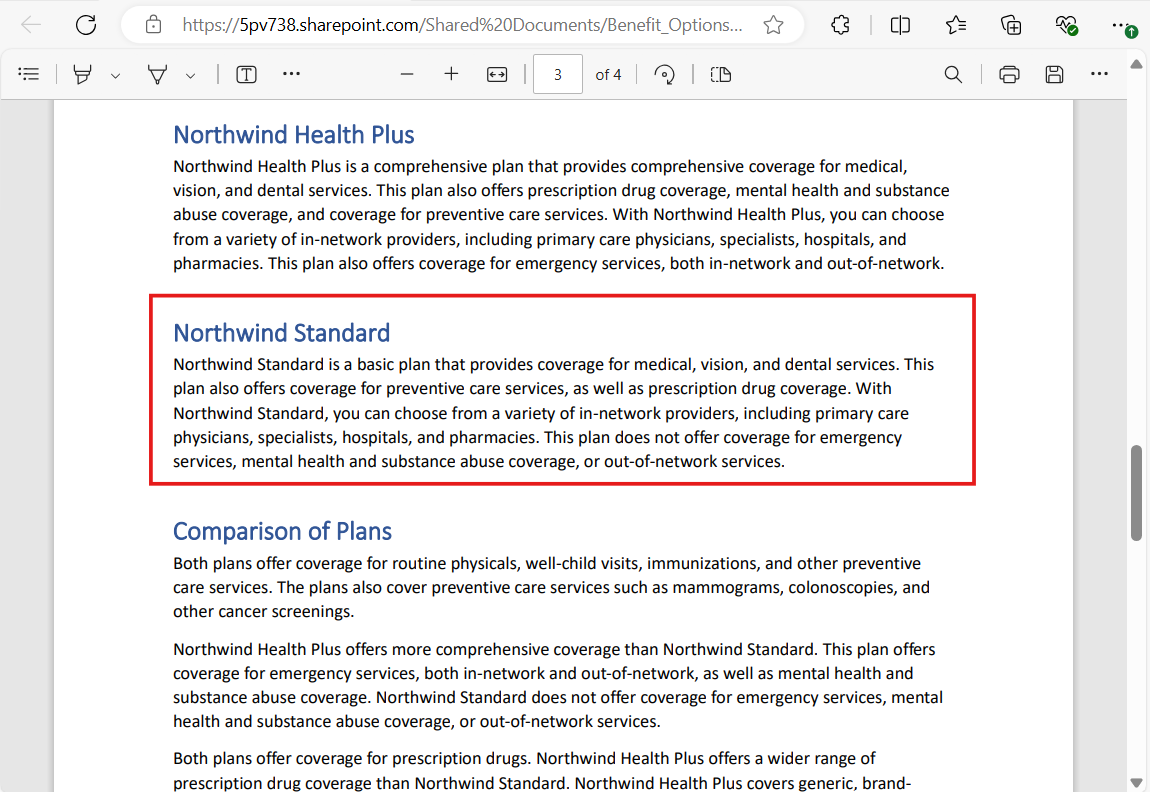 https://5pv738.sharepoint.com/Shared%20Documents/Benefit_Options...
3 of 4
Northwind Health Plus
Northwind Health Plus is a comprehensive plan that provides comprehensive coverage for medical,
vision, and dental services. This plan also offers prescription drug coverage, mental health and substance
abuse coverage, and coverage for preventive care services. With Northwind Health Plus, you can choose
from a variety of in-network providers, including primary care physicians, specialists, hospitals, and
pharmacies. This plan also offers coverage for emergency services, both in-network and out-of-network.
Northwind Standard
Northwind Standard is a basic plan that provides coverage for medical, vision, and dental services. This
plan also offers coverage for preventive care services, as well as prescription drug coverage. With
Northwind Standard, you can choose from a variety of in-network providers, including primary care
physicians, specialists, hospitals, and pharmacies. This plan does not offer coverage for emergency
services, mental health and substance abuse coverage, or out-of-network services.
Comparison of Plans
Both plans offer coverage for routine physicals, well-child visits, immunizations, and other preventive
care services. The plans also cover preventive care services such as mammograms, colonoscopies, and
other cancer screenings.
Northwind Health Plus offers more comprehensive coverage than Northwind Standard. This plan offers
coverage for emergency services, both in-network and out-of-network, as well as mental health and
substance abuse coverage. Northwind Standard does not offer coverage for emergency services, mental
health and substance abuse coverage, or out-of-network services.
Both plans offer coverage for prescription drugs. Northwind Health Plus offers a wider range of
prescription drug coverage than Northwind Standard. Northwind Health Plus covers generic, brand-